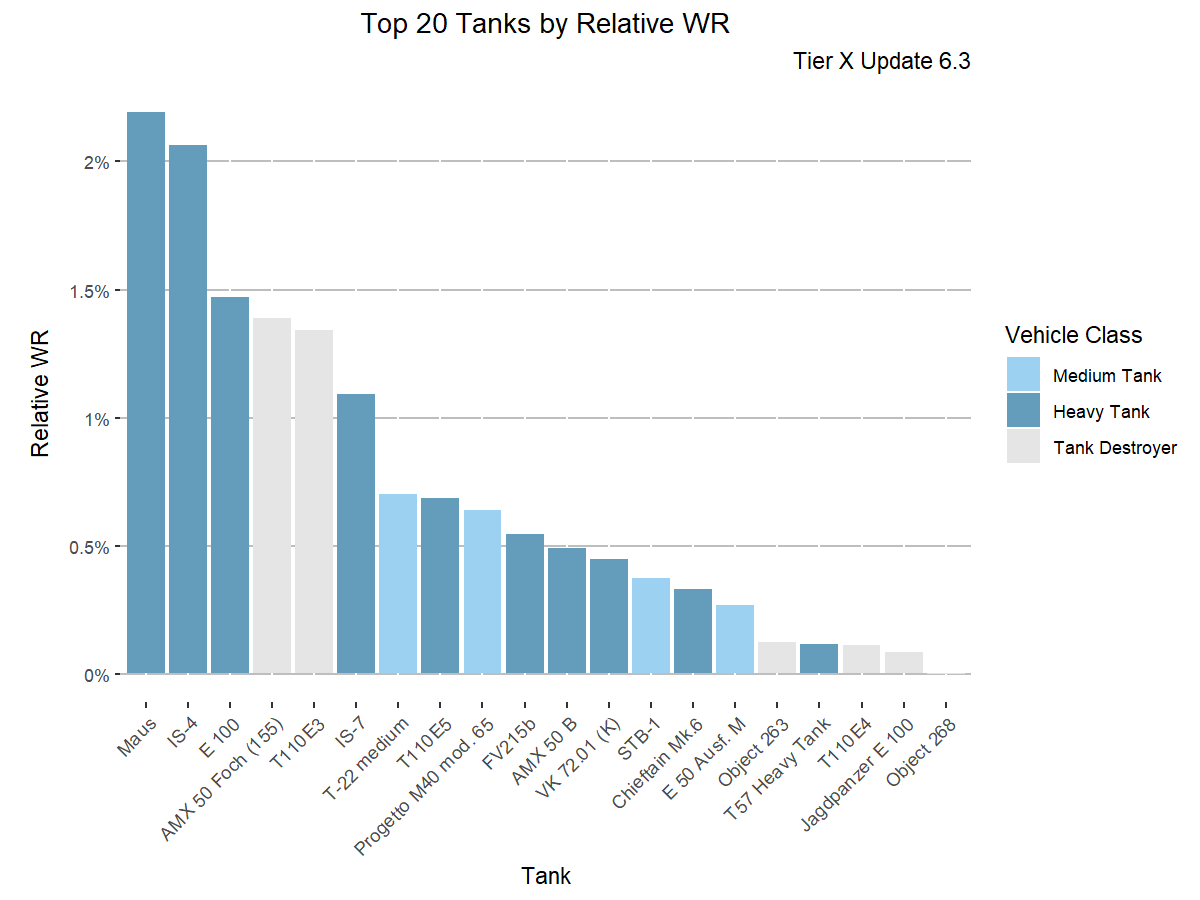 Top 20 Tanks by Relative WR
Tier X Update 6.3
Relative WR
2%
1.5%
1%
0.5%
0%
Maus
IS-4
E 100
AMX 50 Foch (155)
T110E3
IS-7
T-22 medium
T110E5
Progetto M40 mod. 65
FV215b
AMX 50 B
VK 72.01 (K)
STB-1
Chieftain Mk.6
E 50 Ausf. M
Object 263
T57 Heavy Tank
T110E4
Jagdpanzer E 100
Object 268
Tank
Vehicle Class
Medium Tank
Heavy Tank
Tank Destroyer